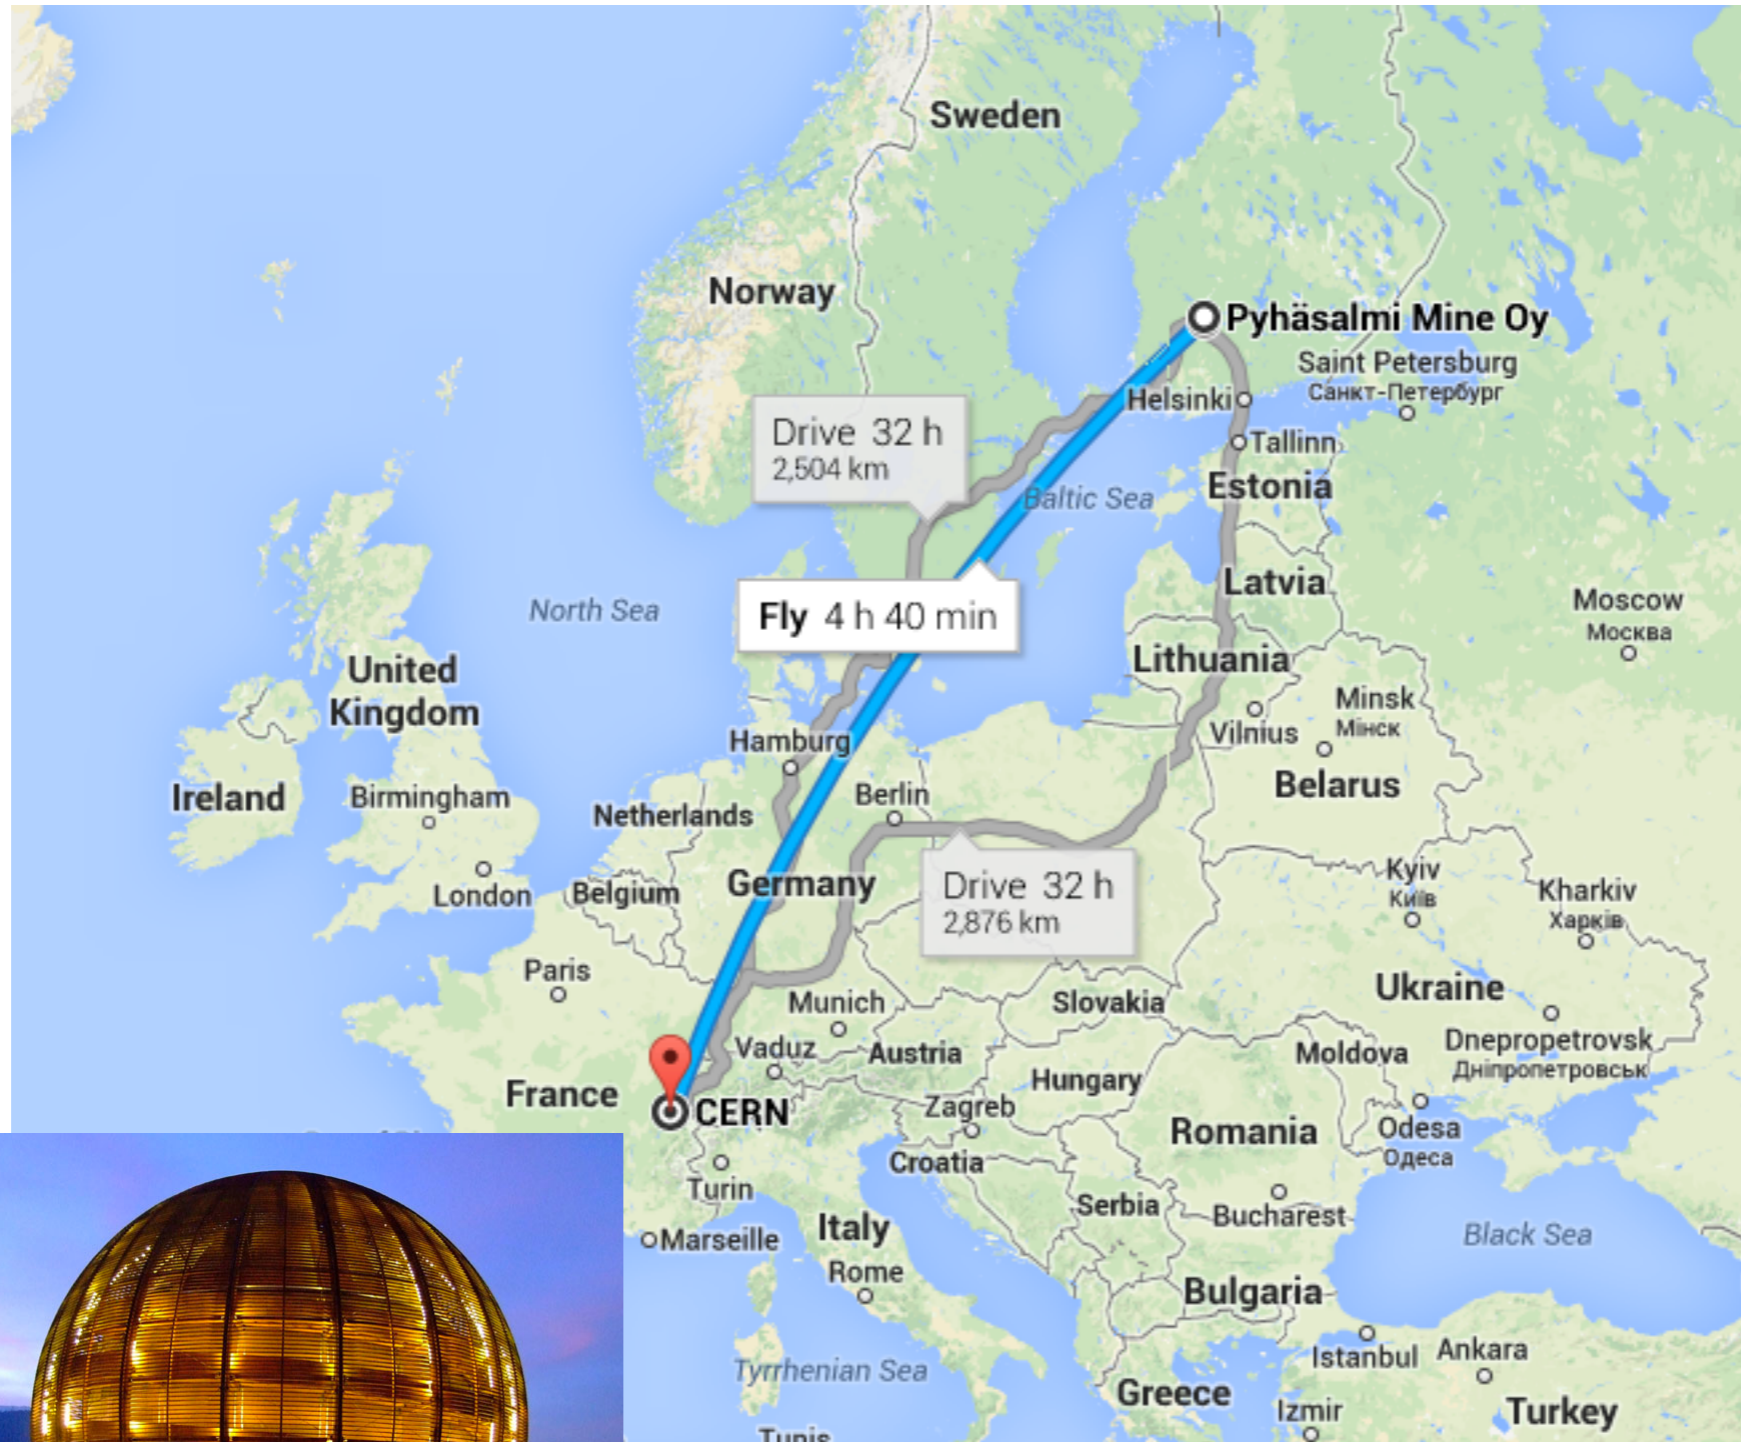 Sweden
Norway
Pyhäsalmi Mine Oy
Saint Petersburg
Санкт-Петербург
Helsinki
Drive 32 h
2,504 km
Tallinn
Estonia
Baltic Sea
Latvia
Fly 4 h 40 min
North Sea
Moscow
Москва
Lithuania
United
Kingdom
Minsk
Мінск
Vilnius
Hamburg
Belarus
Ireland
Birmingham
Berlin
Netherlands
London
Belgium
Germany
Drive 32 h
2,876 km
Kyiv
Київ
Kharkiv
Харків
Paris
Munich
Slovakia
Ukraine
Vaduz
Austria
Moldova
Dnepropetrovsk
Дніпропетровськ
France
CERN
Hungary
Zagreb
Romania
Odesa
Одеса
Croatia
Turin
Serbia
Bucharest
Marseille
Italy
Black Sea
Rome
Bulgaria
Istanbul
Ankara
Tyrrhenian Sea
Greece
Izmir
Turkey
Tunis